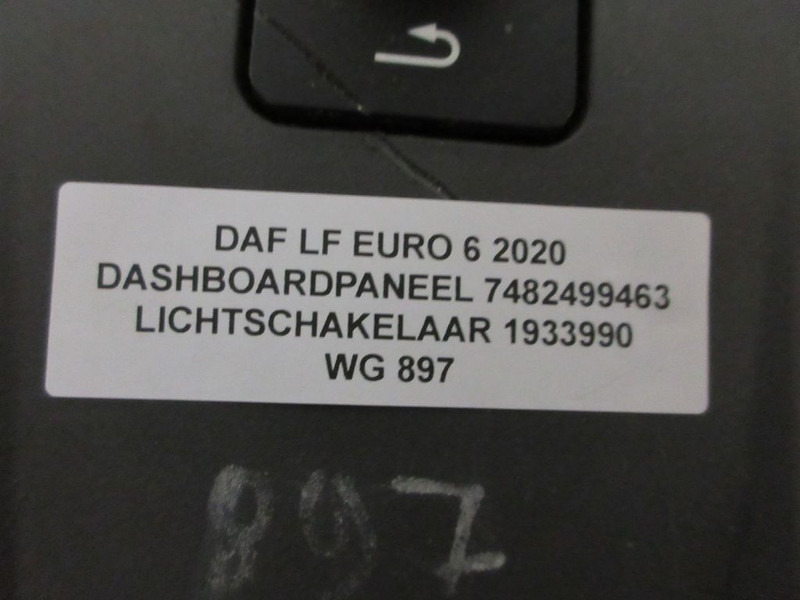 DAF LF EURO 6 2020
DASHBOARDPANEEL 7482499463
LICHTSCHAKELAAR 1933990
WG 897
897